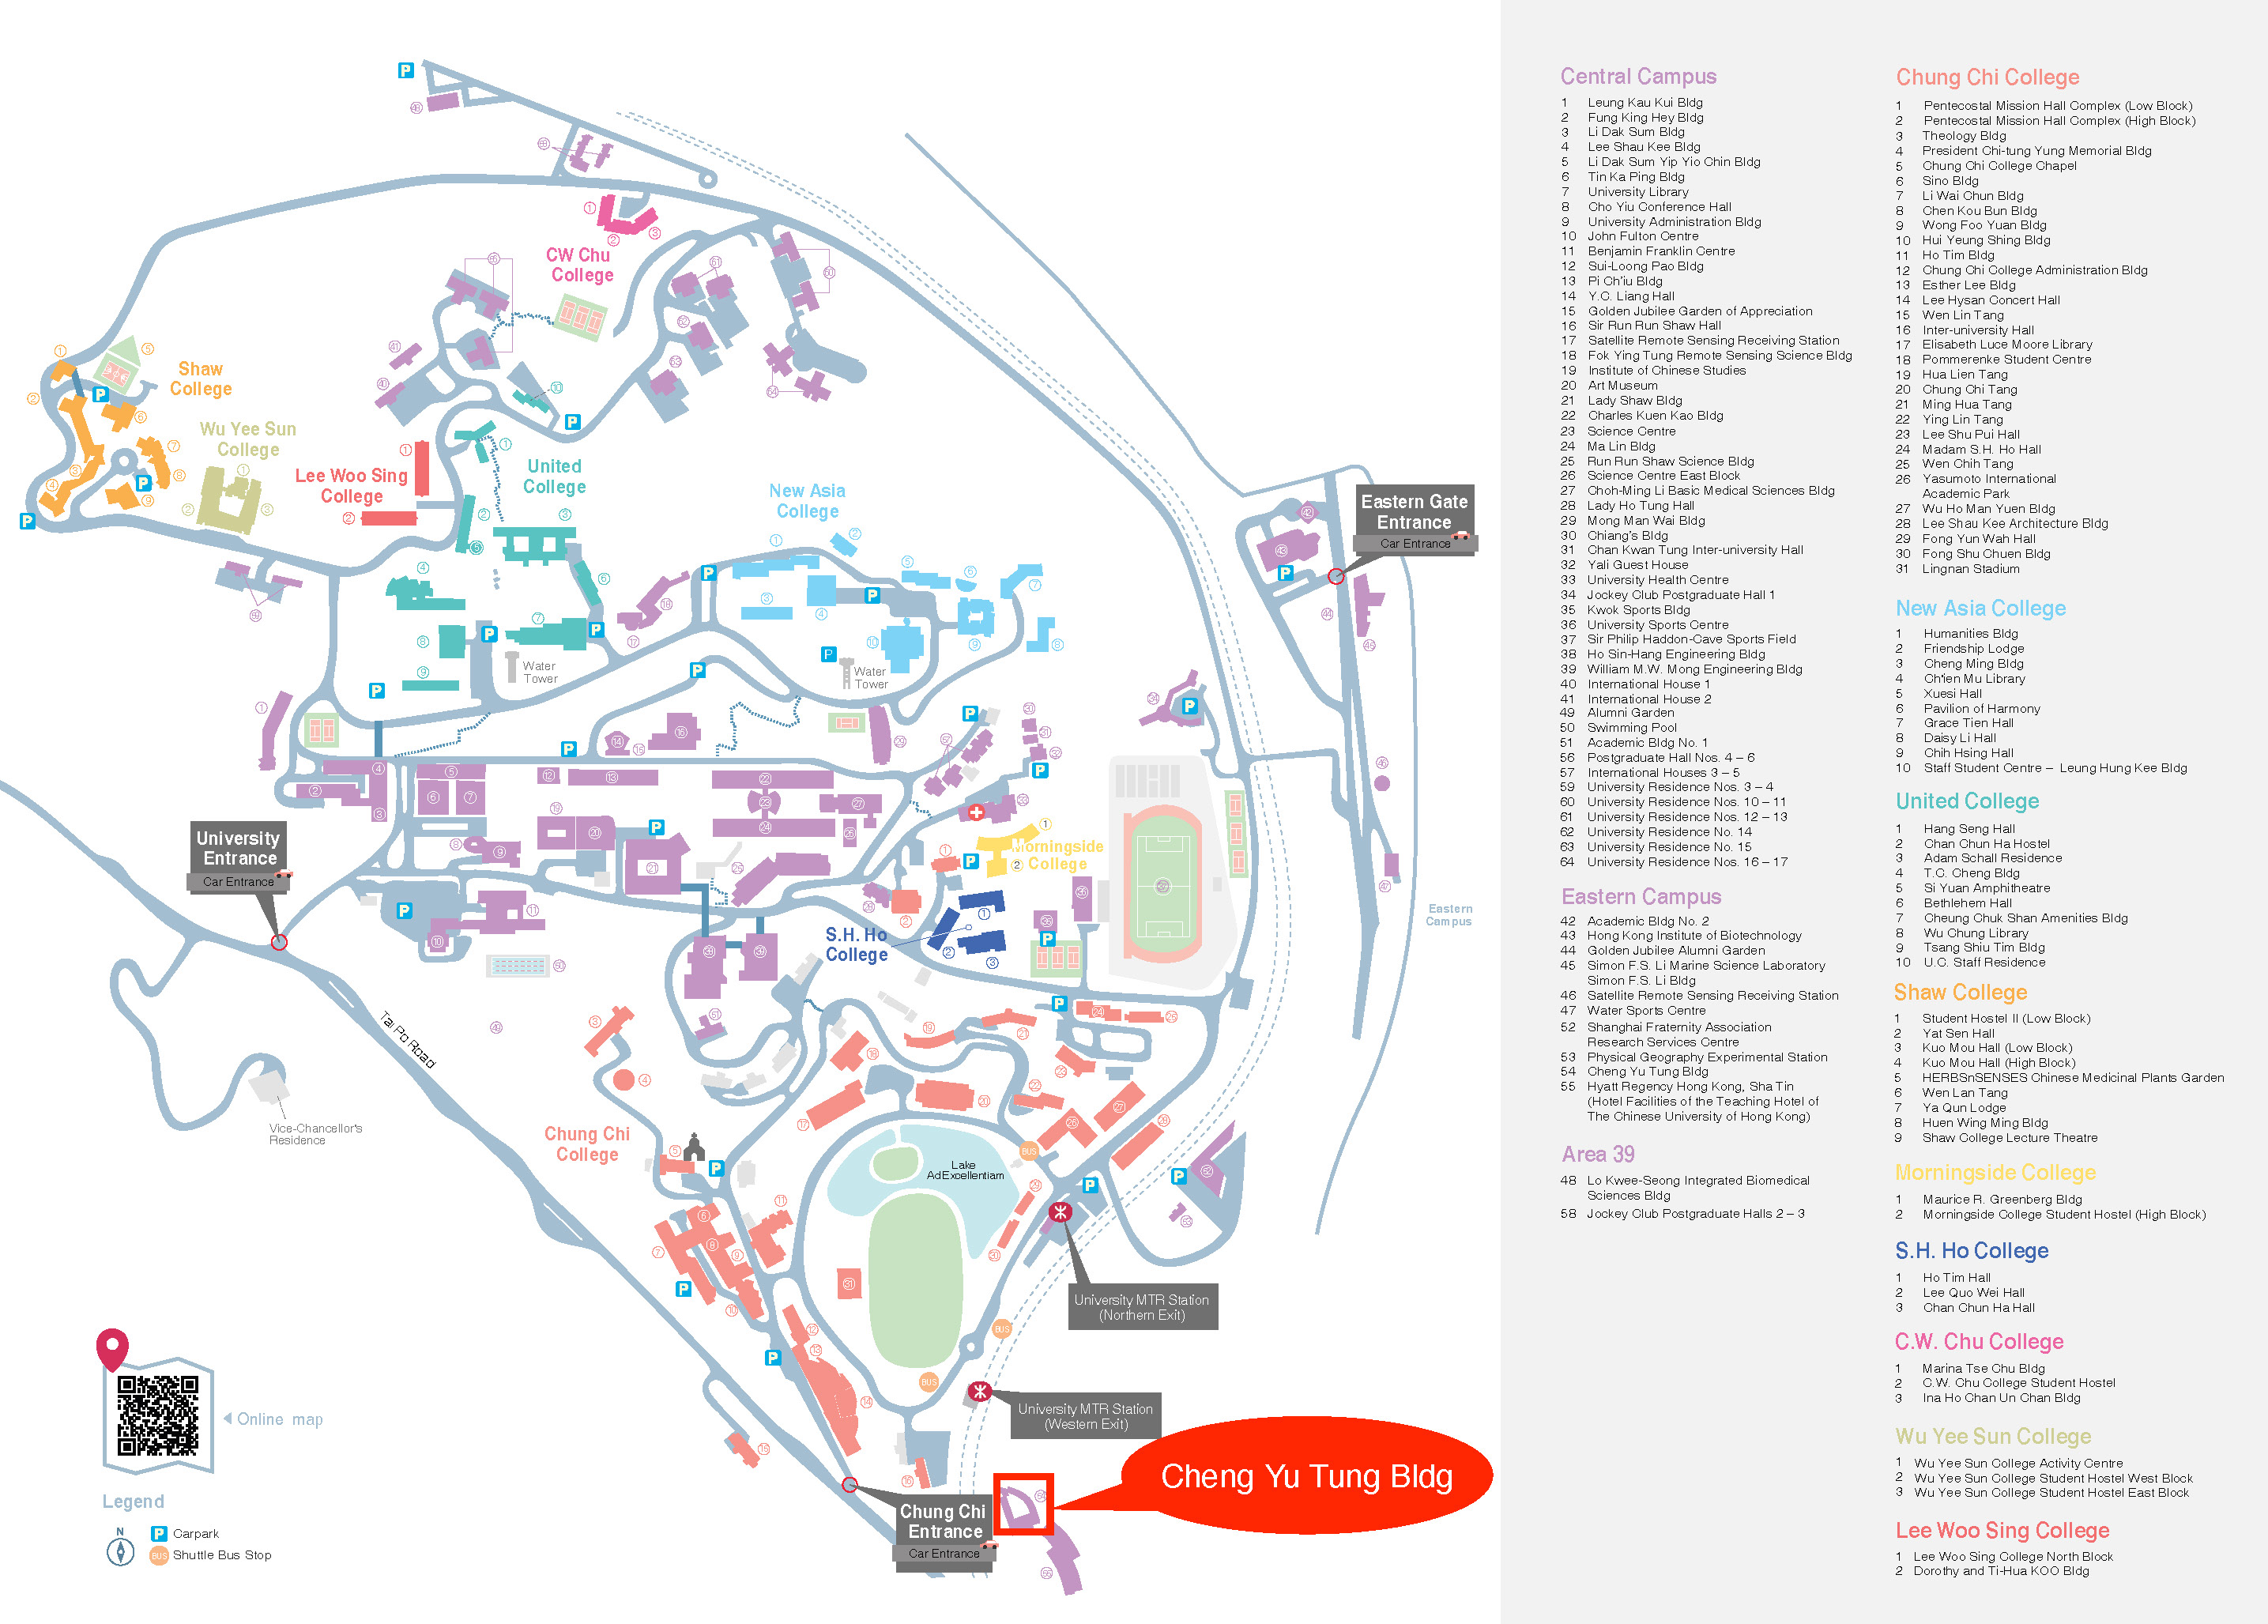 CW Chu
College
Shaw
College
Wu Yee Sun
College
Lee Woo Sing
College
United
College
New Asia
College
Eastern Gate
Entrance
Car Entrance
Water
Tower
Water
Tower
University
Entrance
Car Entrance
Morningside
College
S.H. Ho
College
Eastern
Campus
Tai Po Road
Vice-Chancellor's
Residence
Chung Chi
College
Lake
Ad Excellentiam
BUS
University MTR Station
(Northern Exit)
BUS
BUS
University MTR Station
(Western Exit)
Online map
Cheng Yu Tung Bldg
Chung Chi
Entrance
Car Entrance
Legend
N
P Carpark
BUS Shuttle Bus Stop
Central Campus
1 Leung Kau Kui Bldg
2 Fung King Hey Bldg
3 Li Dak Sum Bldg
4 Lee Shau Kee Bldg
5 Li Dak Sum Yip Yio Chin Bldg
6 Tin Ka Ping Bldg
7 University Library
8 Cho Yiu Conference Hall
9 University Administration Bldg
10 John Fulton Centre
11 Benjamin Franklin Centre
12 Sui-Loong Pao Bldg
13 Pi Ch'iu Bldg
14 Y.C. Liang Hall
15 Golden Jubilee Garden of Appreciation
16 Sir Run Run Shaw Hall
17 Satellite Remote Sensing Receiving Station
18 Fok Ying Tung Remote Sensing Science Bldg
19 Institute of Chinese Studies
20 Art Museum
21 Lady Shaw Bldg
22 Charles Kuen Kao Bldg
23 Science Centre
24 Ma Lin Bldg
25 Run Run Shaw Science Bldg
26 Science Centre East Block
27 Choh-Ming Li Basic Medical Sciences Bldg
28 Lady Ho Tung Hall
29 Mong Man Wai Bldg
30 Chiang's Bldg
31 Chan Kwan Tung Inter-university Hall
32 Yali Guest House
33 University Health Centre
34 Jockey Club Postgraduate Hall 1
35 Kwok Sports Bldg
36 University Sports Centre
37 Sir Philip Haddon-Cave Sports Field
38 Ho Sin-Hang Engineering Bldg
39 William M.W. Mong Engineering Bldg
40 International House 1
41 International House 2
49 Alumni Garden
50 Swimming Pool
51 Academic Bldg No. 1
56 Postgraduate Hall Nos. 4 – 6
57 International Houses 3 – 5
59 University Residence Nos. 3 – 4
60 University Residence Nos. 10 – 11
61 University Residence Nos. 12 – 13
62 University Residence No. 14
63 University Residence No. 15
64 University Residence Nos. 16 – 17
Eastern Campus
42 Academic Bldg No. 2
43 Hong Kong Institute of Biotechnology
44 Golden Jubilee Alumni Garden
45 Simon F.S. Li Marine Science Laboratory
Simon F.S. Li Bldg
46 Satellite Remote Sensing Receiving Station
47 Water Sports Centre
52 Shanghai Fraternity Association
Research Services Centre
53 Physical Geography Experimental Station
54 Cheng Yu Tung Bldg
55 Hyatt Regency Hong Kong, Sha Tin
(Hotel Facilities of the Teaching Hotel of
The Chinese University of Hong Kong)
Area 39
48 Lo Kwee-Seong Integrated Biomedical
Sciences Bldg
58 Jockey Club Postgraduate Halls 2 – 3
Chung Chi College
1 Pentecostal Mission Hall Complex (Low Block)
2 Pentecostal Mission Hall Complex (High Block)
3 Theology Bldg
4 President Chi-tung Yung Memorial Bldg
5 Chung Chi College Chapel
6 Sino Bldg
7 Li Wai Chun Bldg
8 Chen Kou Bun Bldg
9 Wong Foo Yuan Bldg
10 Hui Yeung Shing Bldg
11 Ho Tim Bldg
12 Chung Chi College Administration Bldg
13 Esther Lee Bldg
14 Lee Hysan Concert Hall
15 Wen Lin Tang
16 Inter-university Hall
17 Elisabeth Luce Moore Library
18 Pommerenke Student Centre
19 Hua Lien Tang
20 Chung Chi Tang
21 Ming Hua Tang
22 Ying Lin Tang
23 Lee Shu Pui Hall
24 Madam S.H. Ho Hall
25 Wen Chih Tang
26 Yasumoto International
Academic Park
27 Wu Ho Man Yuen Bldg
28 Lee Shau Kee Architecture Bldg
29 Fong Yun Wah Hall
30 Fong Shu Chuen Bldg
31 Lingnan Stadium
New Asia College
1 Humanities Bldg
2 Friendship Lodge
3 Cheng Ming Bldg
4 Ch'ien Mu Library
5 Xuesi Hall
6 Pavilion of Harmony
7 Grace Tien Hall
8 Daisy Li Hall
9 Chih Hsing Hall
10 Staff Student Centre – Leung Hung Kee Bldg
United College
1 Hang Seng Hall
2 Chan Chun Ha Hostel
3 Adam Schall Residence
4 T.C. Cheng Bldg
5 Si Yuan Amphitheatre
6 Bethlehem Hall
7 Cheung Chuk Shan Amenities Bldg
8 Wu Chung Library
9 Tsang Shiu Tim Bldg
10 U.C. Staff Residence
Shaw College
1 Student Hostel II (Low Block)
2 Yat Sen Hall
3 Kuo Mou Hall (Low Block)
4 Kuo Mou Hall (High Block)
5 HERBSnSENSES Chinese Medicinal Plants Garden
6 Wen Lan Tang
7 Ya Qun Lodge
8 Huen Wing Ming Bldg
9 Shaw College Lecture Theatre
Morningside College
1 Maurice R. Greenberg Bldg
2 Morningside College Student Hostel (High Block)
S.H. Ho College
1 Ho Tim Hall
2 Lee Quo Wei Hall
3 Chan Chun Ha Hall
C.W. Chu College
1 Marina Tse Chu Bldg
2 C.W. Chu College Student Hostel
3 Ina Ho Chan Un Chan Bldg
Wu Yee Sun College
1 Wu Yee Sun College Activity Centre
2 Wu Yee Sun College Student Hostel West Block
3 Wu Yee Sun College Student Hostel East Block
Lee Woo Sing College
1 Lee Woo Sing College North Block
2 Dorothy and Ti-Hua KOO Bldg